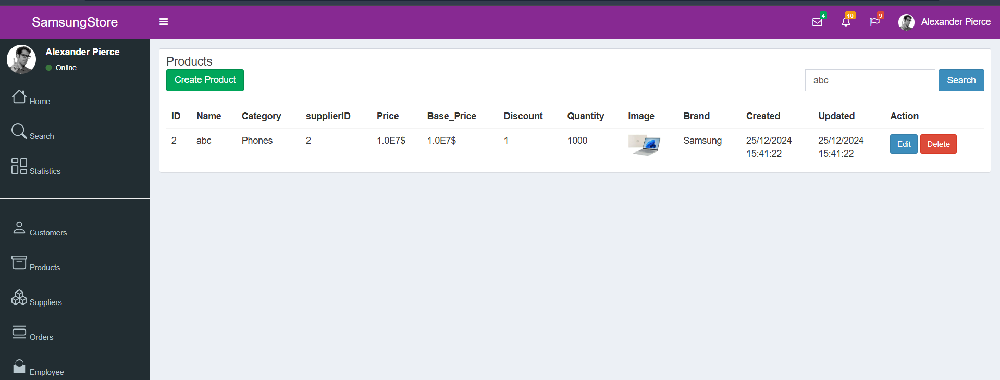 SamsungStore
4
10
9
Alexander Pierce
Alexander Pierce
Online
Home
Search
Statistics
Customers
Products
Suppliers
Orders
Employee
Products
Create Product
abc
Search
ID Name Category supplierID Price Base_Price Discount Quantity Image Brand Created Updated Action
2 abc Phones 2 1.0E7$ 1.0E7$ 1 1000 Samsung 25/12/2024 25/12/2024 Edit Delete
15:41:22 15:41:22